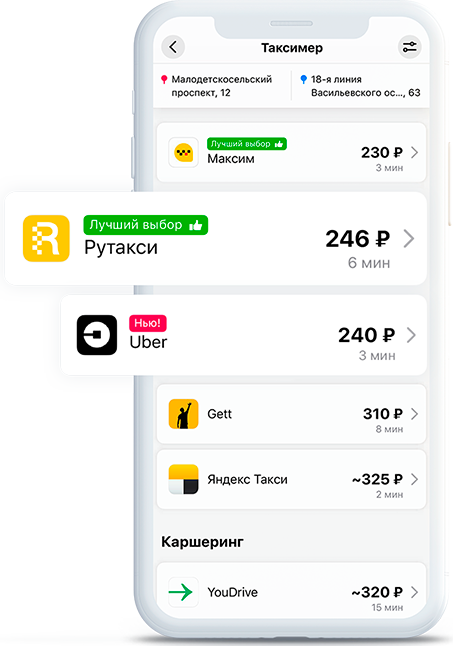 Таксимер
Малодетскосельский
проспект, 12
18-я линия
Васильевского ос..., 63
Лучший выбор
Максим
230 ₽
3 мин
R
Лучший выбор
Рутакси
246 ₽
6 мин
Нью!
Uber
240 ₽
3 мин
Gett
310 ₽
8 мин
Яндекс Такси
~325 ₽
2 мин
Каршеринг
YouDrive
~320 ₽
15 мин